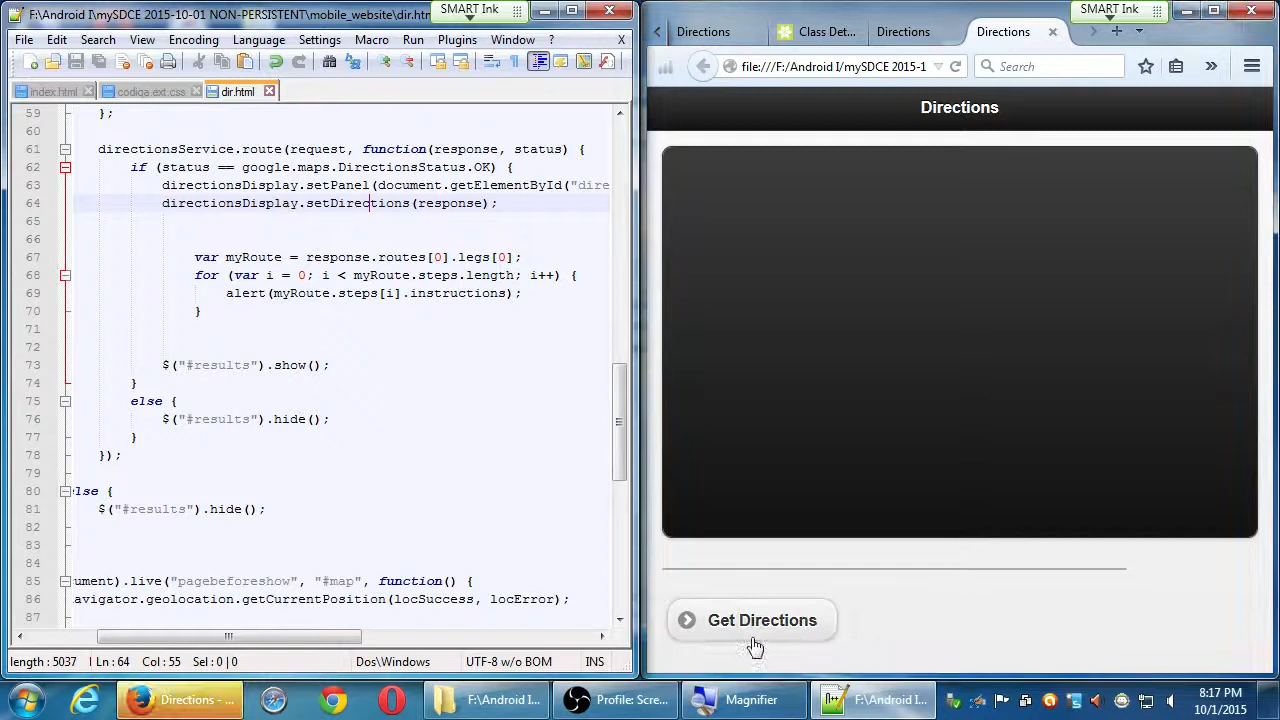 F:\Android I\mySDCE 2015-10-01 NON-PERSISTENT\mobile_website\dir.htm
SMART Ink
File Edit Search View Encoding Language Settings Macro Run Plugins Window ? X
index.html codiqa.ext.css dir.html
59 };
60
61 directionsService.route(request, function(response, status) {
62 if (status == google.maps.DirectionsStatus.OK) {
63 directionsDisplay.setPanel(document.getElementById("dire
64 directionsDisplay.setDirections(response);
65
66
67 var myRoute = response.routes[0].legs[0];
68 for (var i = 0; i < myRoute.steps.length; i++) {
69 alert(myRoute.steps[i].instructions);
70 }
71
72
73 $("#results").show();
74 }
75 else {
76 $("#results").hide();
77 }
78 });
79
80 else {
81 $("#results").hide();
82
83
84
85 ument).live("pagebeforeshow", "#map", function() {
86 avigator.geolocation.getCurrentPosition(locSuccess, locError);
87
length : 5037 Ln : 64 Col : 55 Sel : 0 | 0 Dos\Windows UTF-8 w/o BOM INS
SMART Ink
Directions Class Det... Directions Directions
file:///F:/Android I/mySDCE 2015-1 Search
Directions
Get Directions
Directions - ... F:\Android I... Profile: Scre... Magnifier F:\Android I...
8:17 PM
10/1/2015